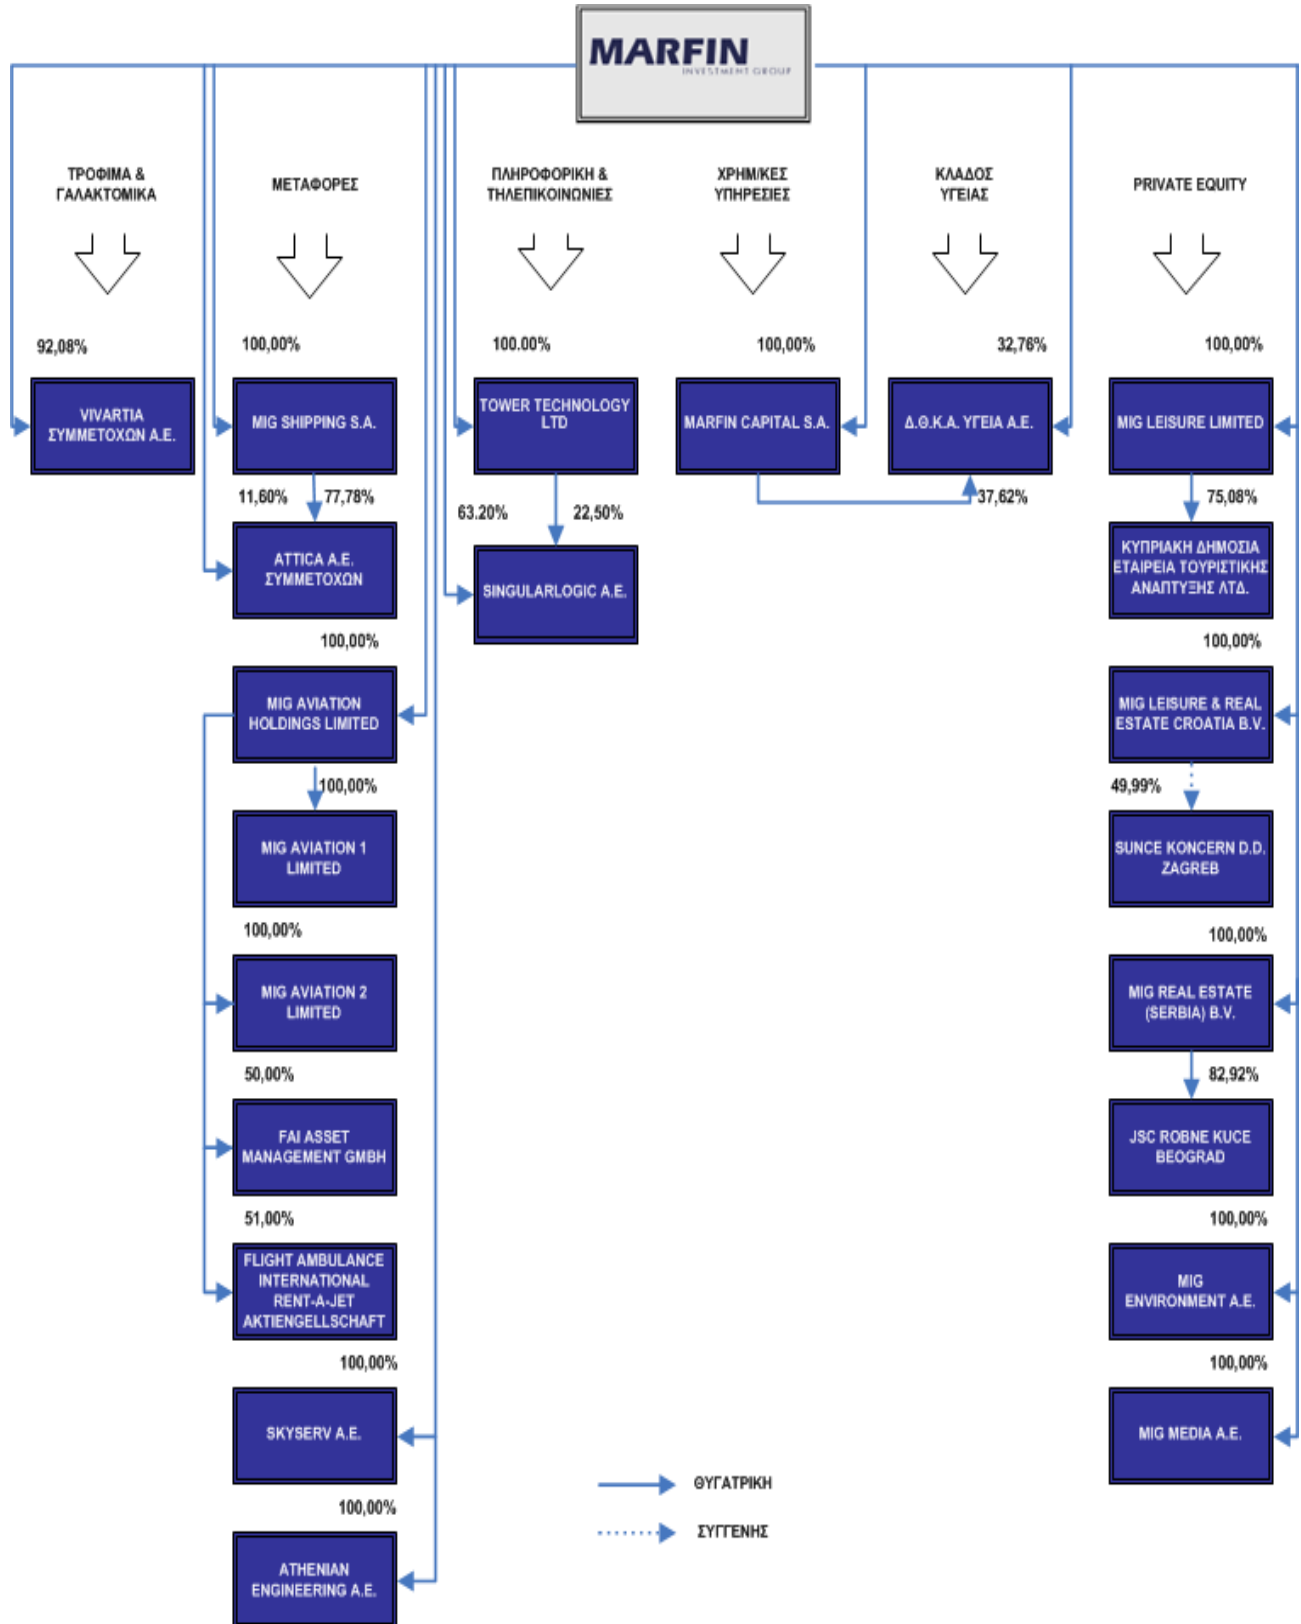 MARFIN
INVESTMENT GROUP
ΤΡΟΦΙΜΑ &
ΓΑΛΑΚΤΟΜΙΚΑ
ΜΕΤΑΦΟΡΕΣ
ΠΛΗΡΟΦΟΡΙΚΗ &
ΤΗΛΕΠΙΚΟΙΝΩΝΙΕΣ
ΧΡΗΜ/ΚΕΣ
ΥΠΗΡΕΣΙΕΣ
ΚΛΑΔΟΣ
ΥΓΕΙΑΣ
PRIVATE EQUITY
92,08%
VIVARTIA
ΣΥΜΜΕΤΟΧΩΝ Α.Ε.
100,00%
MIG SHIPPING S.A.
11,60%
77,78%
ATTICA A.E.
ΣΥΜΜΕΤΟΧΩΝ
100,00%
MIG AVIATION
HOLDINGS LIMITED
100,00%
MIG AVIATION 1
LIMITED
100,00%
MIG AVIATION 2
LIMITED
50,00%
FAI ASSET
MANAGEMENT GMBH
51,00%
FLIGHT AMBULANCE
INTERNATIONAL
RENT-A-JET
AKTIENGELLSCHAFT
100,00%
SKYSERV A.E.
100,00%
ATHENIAN
ENGINEERING A.E.
100.00%
TOWER TECHNOLOGY
LTD
63.20%
22,50%
SINGULARLOGIC A.E.
100,00%
MARFIN CAPITAL S.A.
32,76%
Δ.Θ.Κ.Α. ΥΓΕΙΑ Α.Ε.
37,62%
100,00%
MIG LEISURE LIMITED
75,08%
ΚΥΠΡΙΑΚΗ ΔΗΜΟΣΙΑ
ΕΤΑΙΡΕΙΑ ΤΟΥΡΙΣΤΙΚΗΣ
ΑΝΑΠΤΥΞΗΣ ΛΤΔ.
100,00%
MIG LEISURE & REAL
ESTATE CROATIA B.V.
49,99%
SUNCE KONCERN D.D.
ZAGREB
100,00%
MIG REAL ESTATE
(SERBIA) B.V.
82,92%
JSC ROBNE KUCE
BEOGRAD
100,00%
MIG
ENVIRONMENT A.E.
100,00%
MIG MEDIA A.E.
ΘΥΓΑΤΡΙΚΗ
ΣΥΓΓΕΝΗΣ